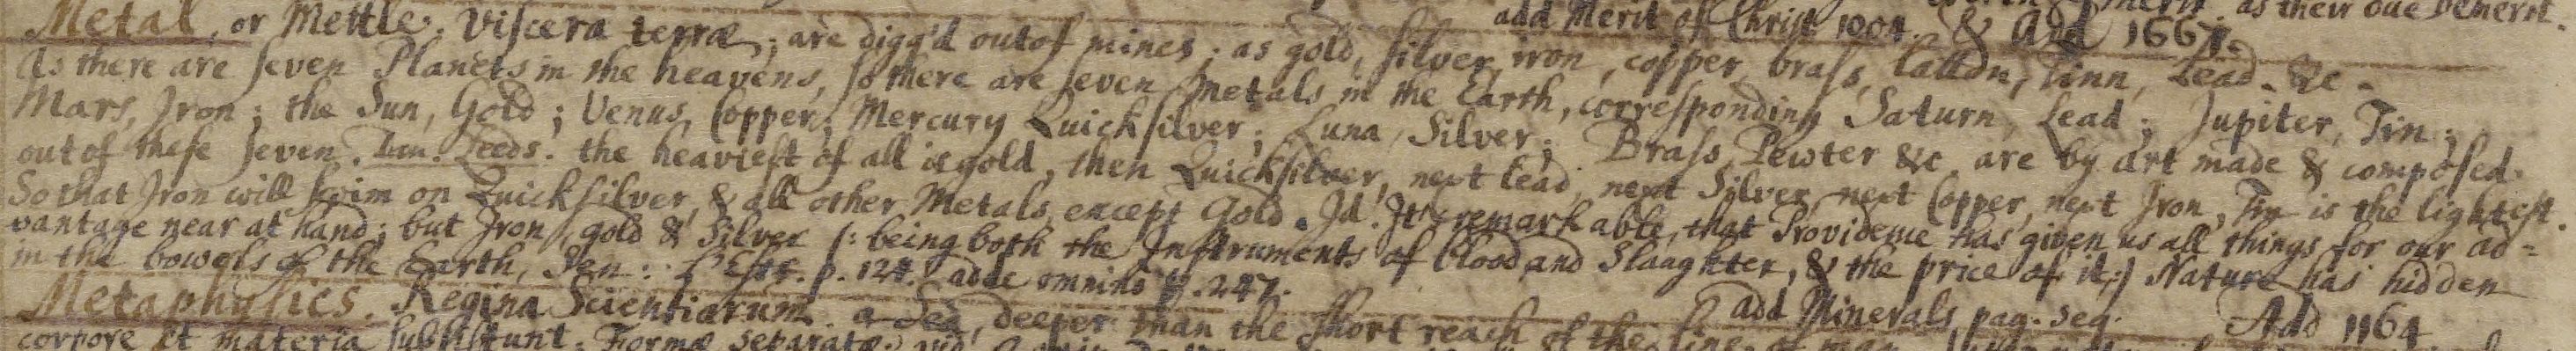 add Merit of Christ 1004. & Add 1667. as their our Demerit.
Metal, or Mettle; Viscera terræ; are digg'd out of mines; as gold, silver, iron, copper, brass, latton, Tinn, Lead. &c.
As there are seven Planets in the heavens, so there are seven Metals in the Earth, corresponding Saturn, Lead; Jupiter, Tin;
Mars, Iron; the Sun, Gold; Venus, Copper; Mercury Quicksilver; Luna, Silver; Brass, Pewter &c are by art made & composed
out of these seven. Leeds. the heaviest of all is gold, then Quicksilver, next lead, next Silver, next Copper, next Iron, Tin is the lightest.
So that Iron will swim on Quicksilver, & all other Metals, except Gold. Id. It's remarkable, that Providence has given us all things for our ad=
vantage near at hand; but Iron, gold & Silver (: being both the Instruments of blood and Slaughter, & the price of it:) Nature has hidden
in the bowels of the Earth, Sen: L'Estr. p. 124. adde omnino p. 247.
add Minerals pag. seq. Add 1164
Metaphysics. Regina Scientiarum. a Sea, deeper than the short reach of the line of man
corpore et materia subsistunt. Formæ separatæ.